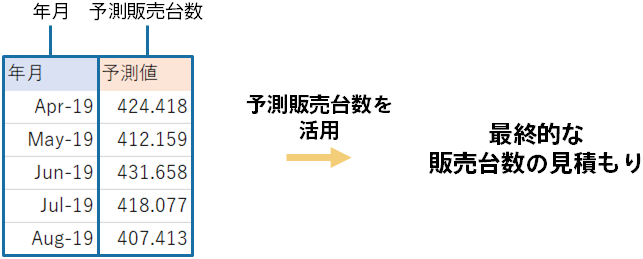 年月 予測販売台数
年月 予測値
Apr-19 424.418
May-19 412.159
Jun-19 431.658
Jul-19 418.077
Aug-19 407.413
予測販売台数を
活用
最終的な
販売台数の見積もり